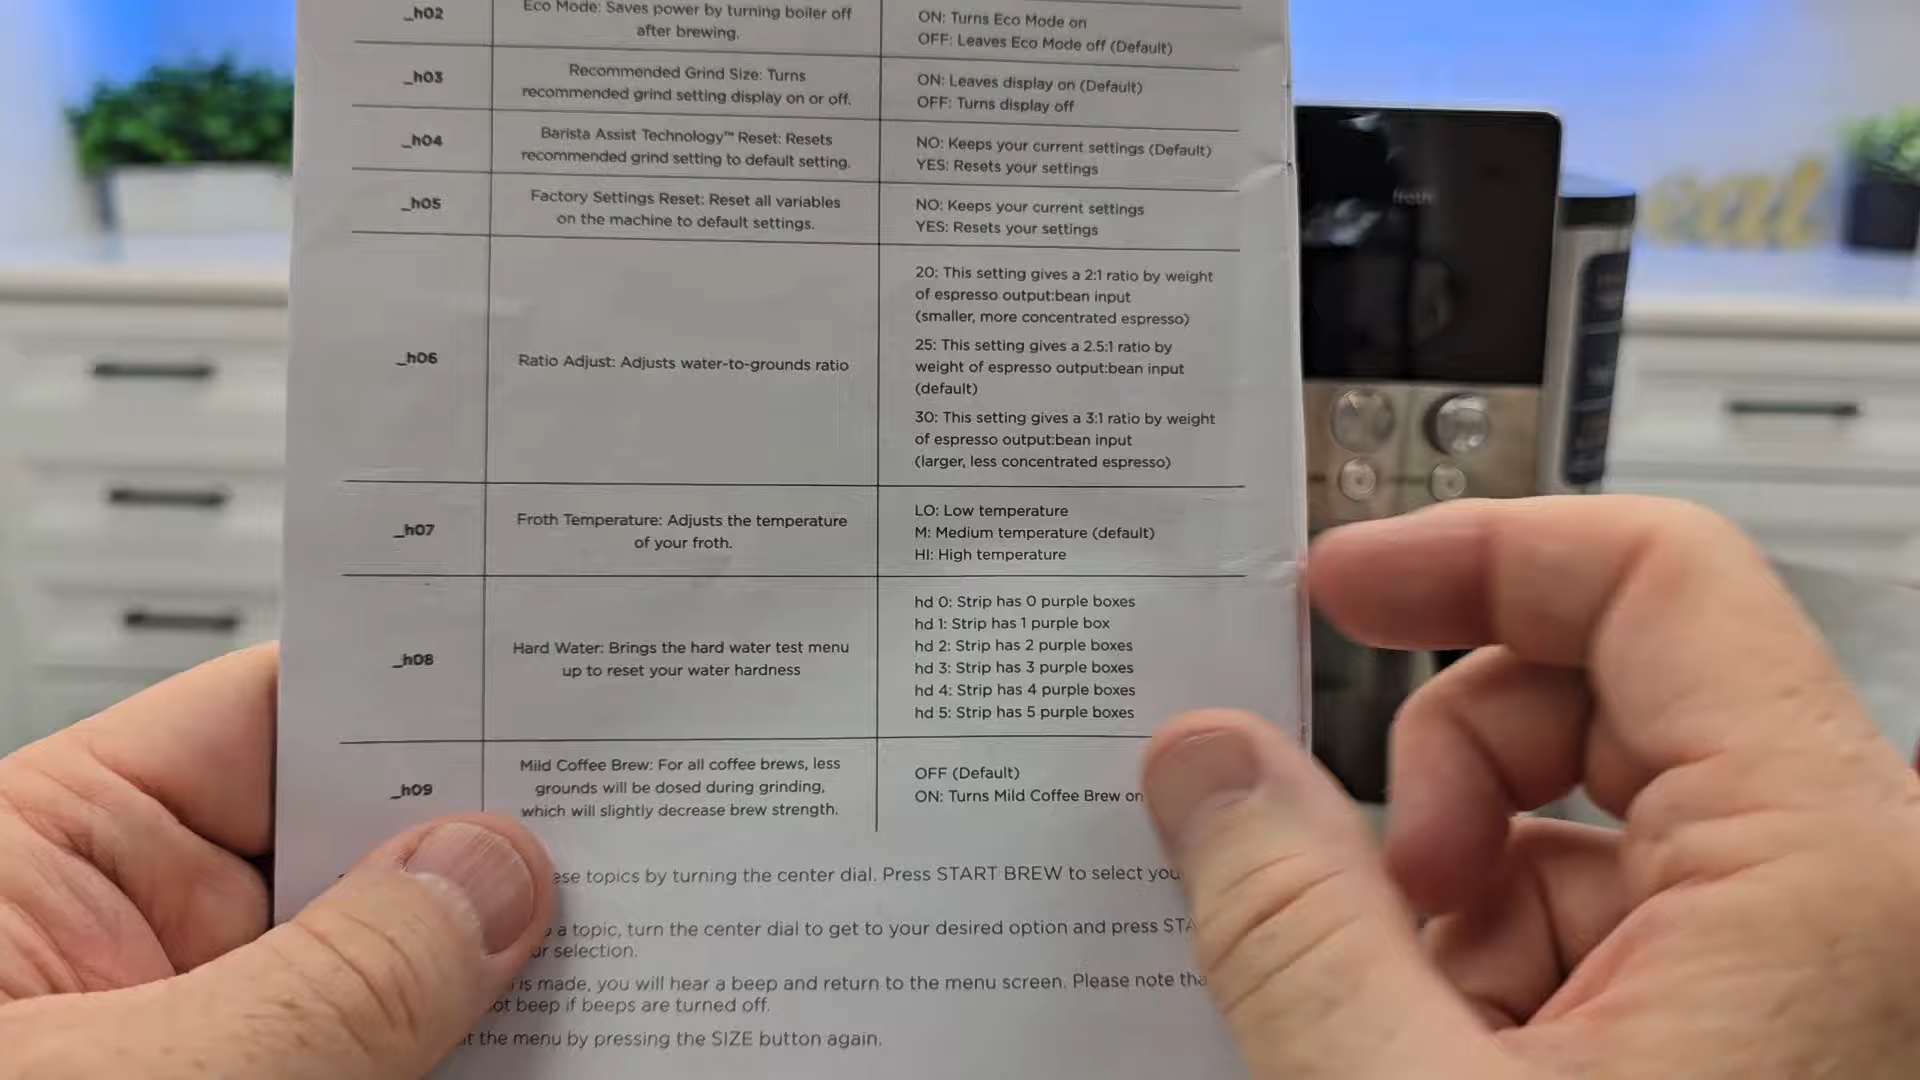 _h02
Eco Mode: Saves power by turning boiler off
after brewing.
ON: Turns Eco Mode on
OFF: Leaves Eco Mode off (Default)
_h03
Recommended Grind Size: Turns
recommended grind setting display on or off.
ON: Leaves display on (Default)
OFF: Turns display off
_h04
Barista Assist Technology™ Reset: Resets
recommended grind setting to default setting.
NO: Keeps your current settings (Default)
YES: Resets your settings
_h05
Factory Settings Reset: Reset all variables
on the machine to default settings.
NO: Keeps your current settings
YES: Resets your settings
_h06
Ratio Adjust: Adjusts water-to-grounds ratio
20: This setting gives a 2:1 ratio by weight
of espresso output:bean input
(smaller, more concentrated espresso)
25: This setting gives a 2.5:1 ratio by
weight of espresso output:bean input
(default)
30: This setting gives a 3:1 ratio by weight
of espresso output:bean input
(larger, less concentrated espresso)
_h07
Froth Temperature: Adjusts the temperature
of your froth.
LO: Low temperature
M: Medium temperature (default)
HI: High temperature
_h08
Hard Water: Brings the hard water test menu
up to reset your water hardness
hd 0: Strip has 0 purple boxes
hd 1: Strip has 1 purple box
hd 2: Strip has 2 purple boxes
hd 3: Strip has 3 purple boxes
hd 4: Strip has 4 purple boxes
hd 5: Strip has 5 purple boxes
_h09
Mild Coffee Brew: For all coffee brews, less
grounds will be dosed during grinding,
which will slightly decrease brew strength.
OFF (Default)
ON: Turns Mild Coffee Brew on
topics by turning the center dial. Press START BREW to select
a topic, turn the center dial to get to your desired option and press
selection.
is made, you will hear a beep and return to the menu screen. Please note
beep if beeps are turned off.
the menu by pressing the SIZE button again.
froth
eat